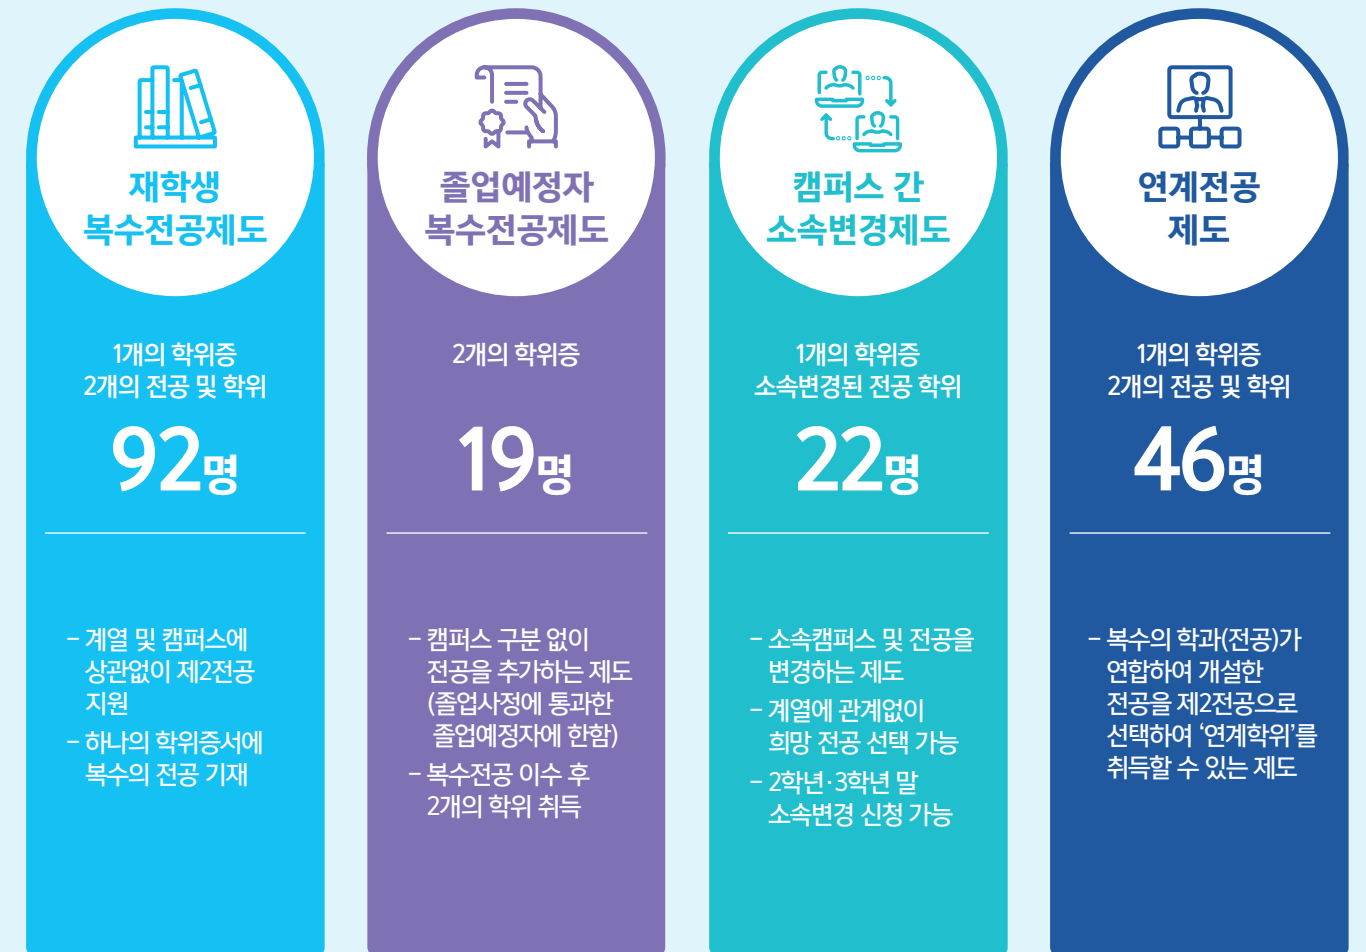 재학생
복수전공제도
1개의 학위증
2개의 전공 및 학위
92명
- 계열 및 캠퍼스에
상관없이 제2전공
지원
- 하나의 학위증서에
복수의 전공 기재
졸업예정자
복수전공제도
2개의 학위증
19명
- 캠퍼스 구분 없이
전공을 추가하는 제도
(졸업사정에 통과한
졸업예정자에 한함)
- 복수전공 이수 후
2개의 학위 취득
캠퍼스 간
소속변경제도
1개의 학위증
소속변경된 전공 학위
22명
- 소속캠퍼스 및 전공을
변경하는 제도
- 계열에 관계없이
희망 전공 선택 가능
- 2학년·3학년 말
소속변경 신청 가능
연계전공
제도
1개의 학위증
2개의 전공 및 학위
46명
- 복수의 학과(전공)가
연합하여 개설한
전공을 제2전공으로
선택하여 ‘연계학위’를
취득할 수 있는 제도